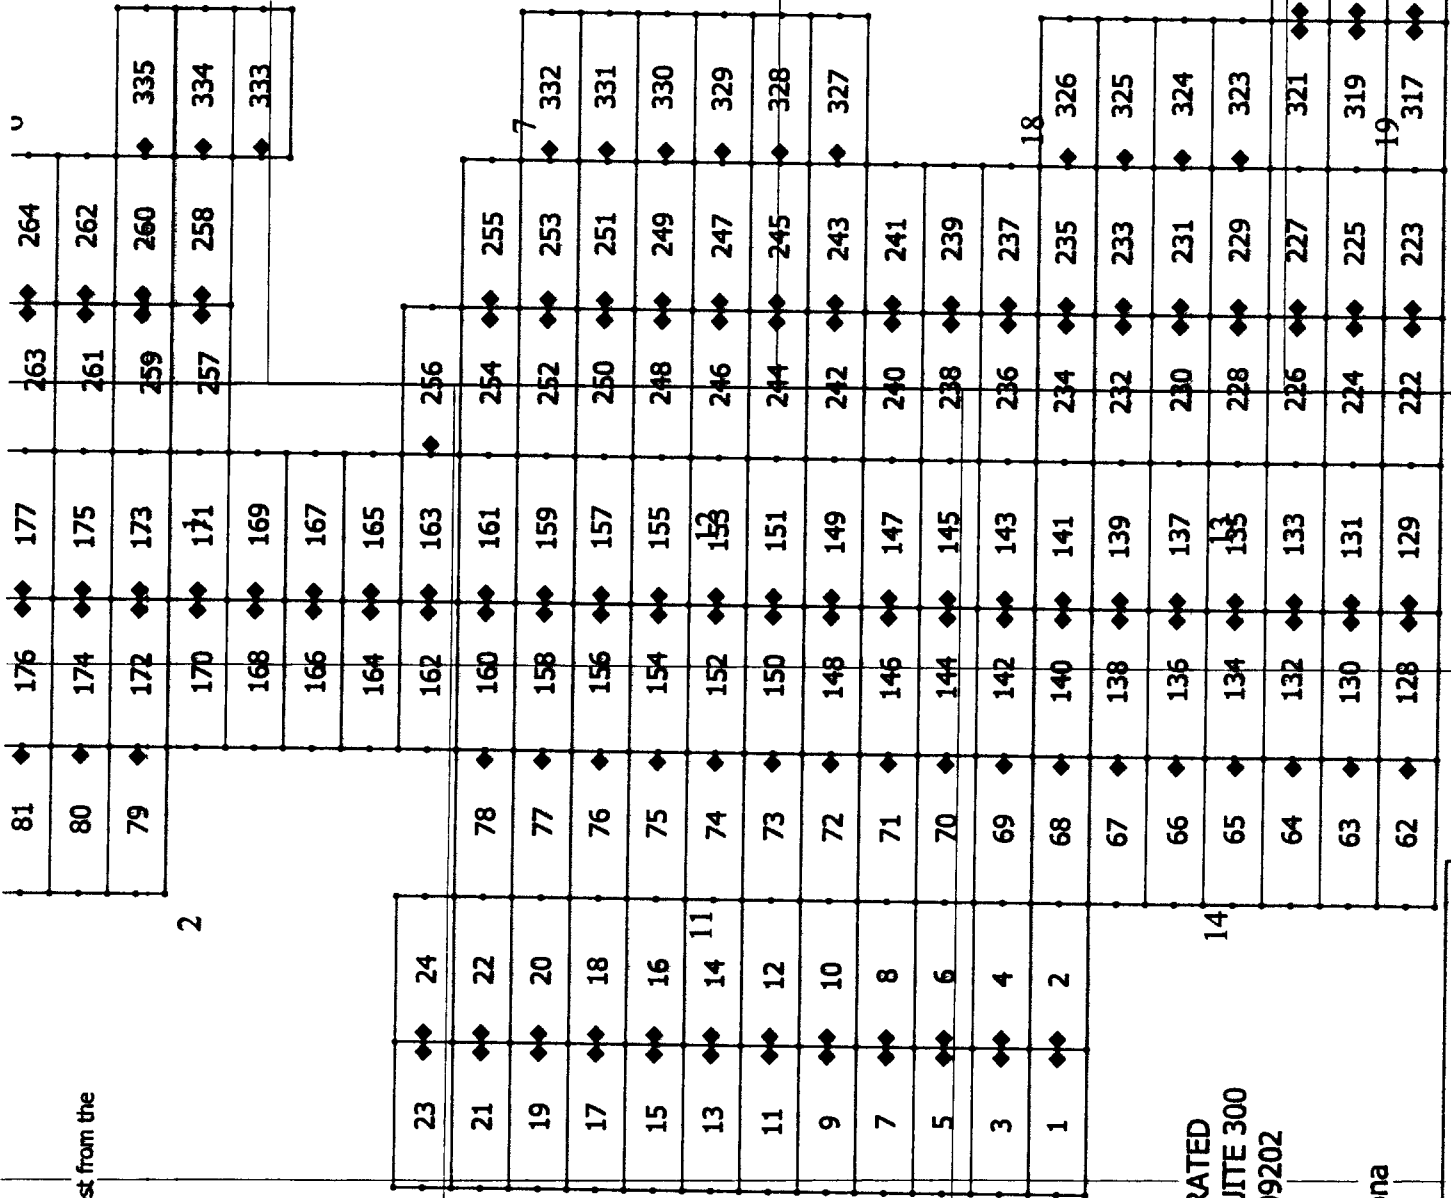 335 334 333 332 331 330 329 328 327 326 325 324 323 321 319 317
7 18 19
264 262 260 258 255 253 251 249 247 245 243 241 239 237 235 233 231 229 227 225 223
263 261 259 257 256 254 252 250 248 246 244 242 240 238 236 234 232 230 228 226 224 222
177 175 173 171 169 167 165 163 161 159 157 155 153 151 149 147 145 143 141 139 137 135 133 131 129
1 12 13
176 174 172 170 168 166 164 162 160 158 156 154 152 150 148 146 144 142 140 138 136 134 132 130 128
81 80 79 78 77 76 75 74 73 72 71 70 69 68 67 66 65 64 63 62
2 11 14
24 22 20 18 16 14 12 10 8 6 4 2
23 21 19 17 15 13 11 9 7 5 3 1
st from the
RATED
UITE 300
09202
na